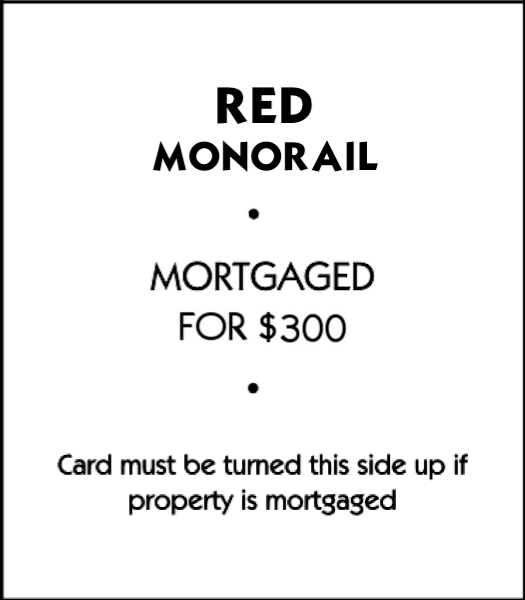 RED
MONORAIL
•
MORTGAGED
FOR $300
•
Card must be turned this side up if
property is mortgaged